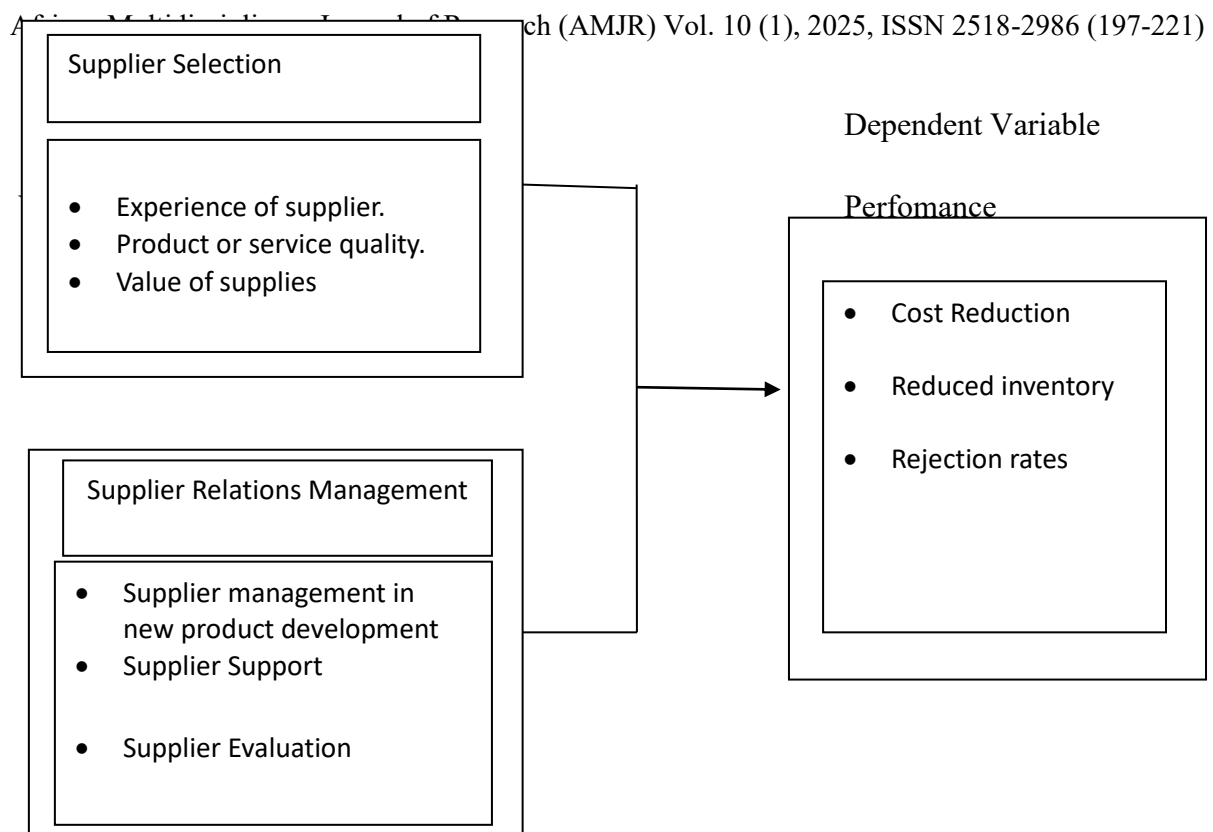 ch (AMJR) Vol. 10 (1), 2025, ISSN 2518-2986 (197-221)
Supplier Selection
• Experience of supplier.
• Product or service quality.
• Value of supplies
Supplier Relations Management
• Supplier management in
new product development
• Supplier Support
• Supplier Evaluation
Dependent Variable
Perfomance
• Cost Reduction
• Reduced inventory
• Rejection rates